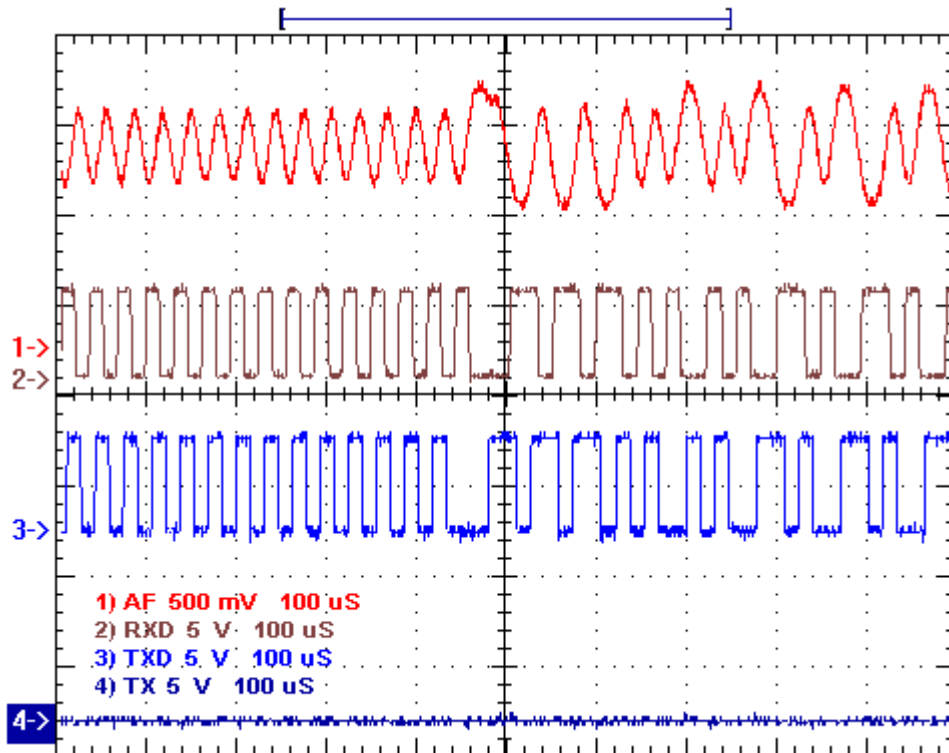 1->
2->
3->
1) AF 500 mV 100 uS
2) RXD 5 V 100 uS
3) TXD 5 V 100 uS
4) TX 5 V 100 uS
4->